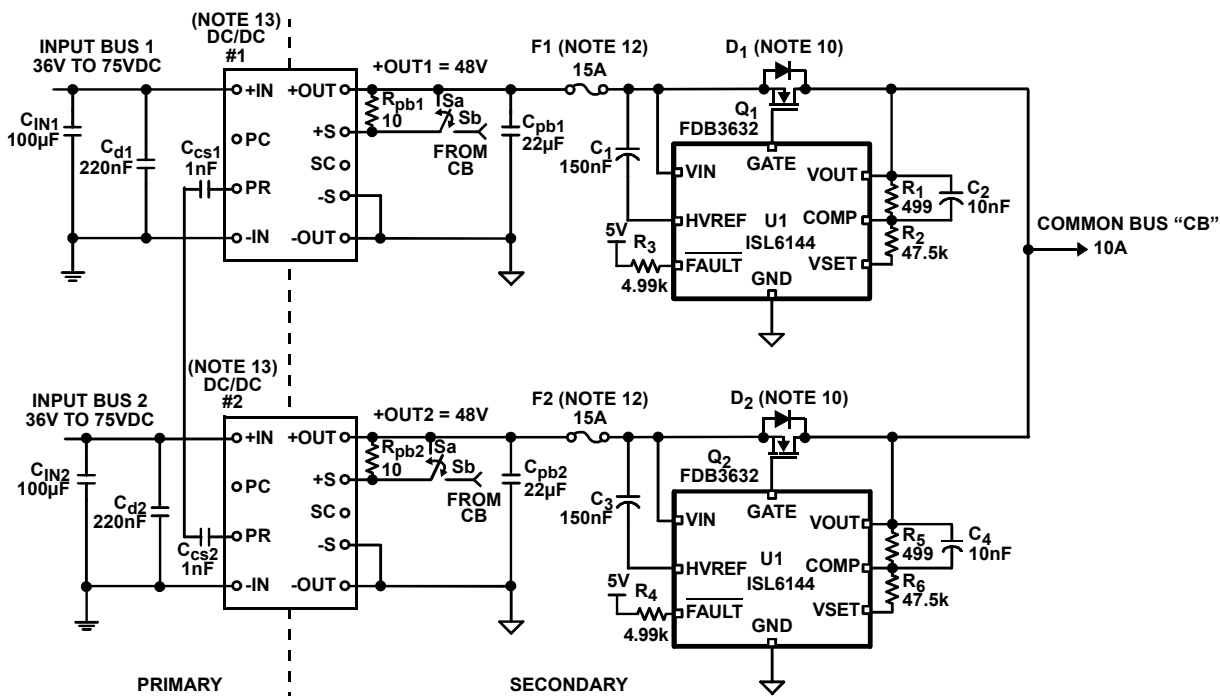 (NOTE 13)
DC/DC
#1
INPUT BUS 1
36V TO 75VDC
+OUT1 = 48V
F1 (NOTE 12)
15A
D1 (NOTE 10)
+IN
+OUT
Rpb1
10
Sa
Sb
FROM
CB
CIN1
100µF
Cd1
220nF
Ccs1
1nF
PC
+S
SC
PR
-S
-IN
-OUT
Cpb1
22µF
C1
150nF
Q1
FDB3632
GATE
VIN
VOUT
HVREF
U1
ISL6144
COMP
FAULT
VSET
GND
5V
R3
4.99k
R1
499
C2
10nF
R2
47.5k
COMMON BUS “CB”
10A
(NOTE 13)
DC/DC
#2
INPUT BUS 2
36V TO 75VDC
+OUT2 = 48V
F2 (NOTE 12)
15A
D2 (NOTE 10)
+IN
+OUT
Rpb2
10
Sa
Sb
FROM
CB
CIN2
100µF
Cd2
220nF
Ccs2
1nF
PC
+S
SC
PR
-S
-IN
-OUT
Cpb2
22µF
C3
150nF
Q2
FDB3632
GATE
VIN
VOUT
HVREF
U1
ISL6144
COMP
FAULT
VSET
GND
5V
R4
4.99k
R5
499
C4
10nF
R6
47.5k
PRIMARY
SECONDARY